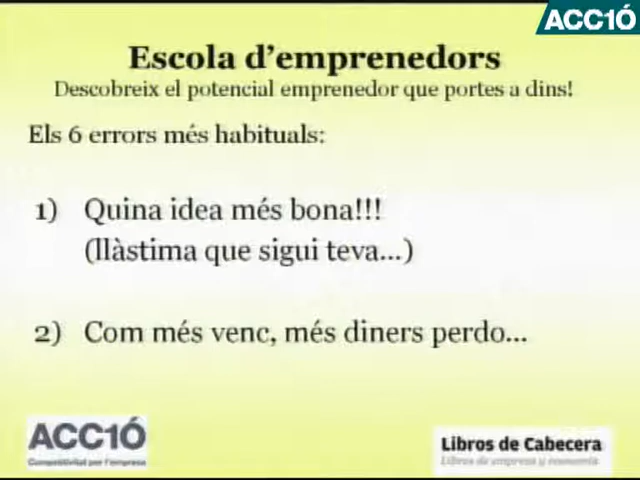 ACC1Ó
Escola d'emprenedors
Descobreix el potencial emprenedor que portes a dins!
Els 6 errors més habituals:
1) Quina idea més bona!!!
(llàstima que sigui teva...)
2) Com més venc, més diners perdo...
ACC1Ó
Competitivitat per l'empresa
Libros de Cabecera
Libros de empresa y economía